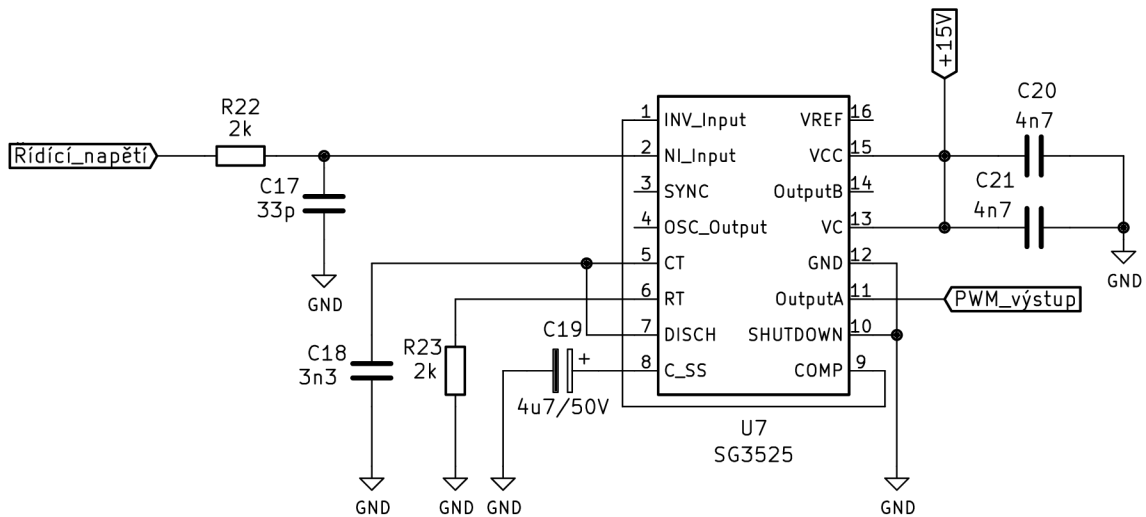 +15V
R22
2k
Řídící_napětí
C17
33p
GND
1
2
3
4
5
6
7
8
INV_Input
NI_Input
SYNC
OSC_Output
CT
RT
DISCH
C_SS
VREF
VCC
OutputB
VC
GND
OutputA
SHUTDOWN
COMP
16
15
14
13
12
11
10
9
C20
4n7
C21
4n7
GND
PWM_výstup
C18
3n3
R23
2k
C19
+
4u7/50V
U7
SG3525
GND
GND
GND
GND